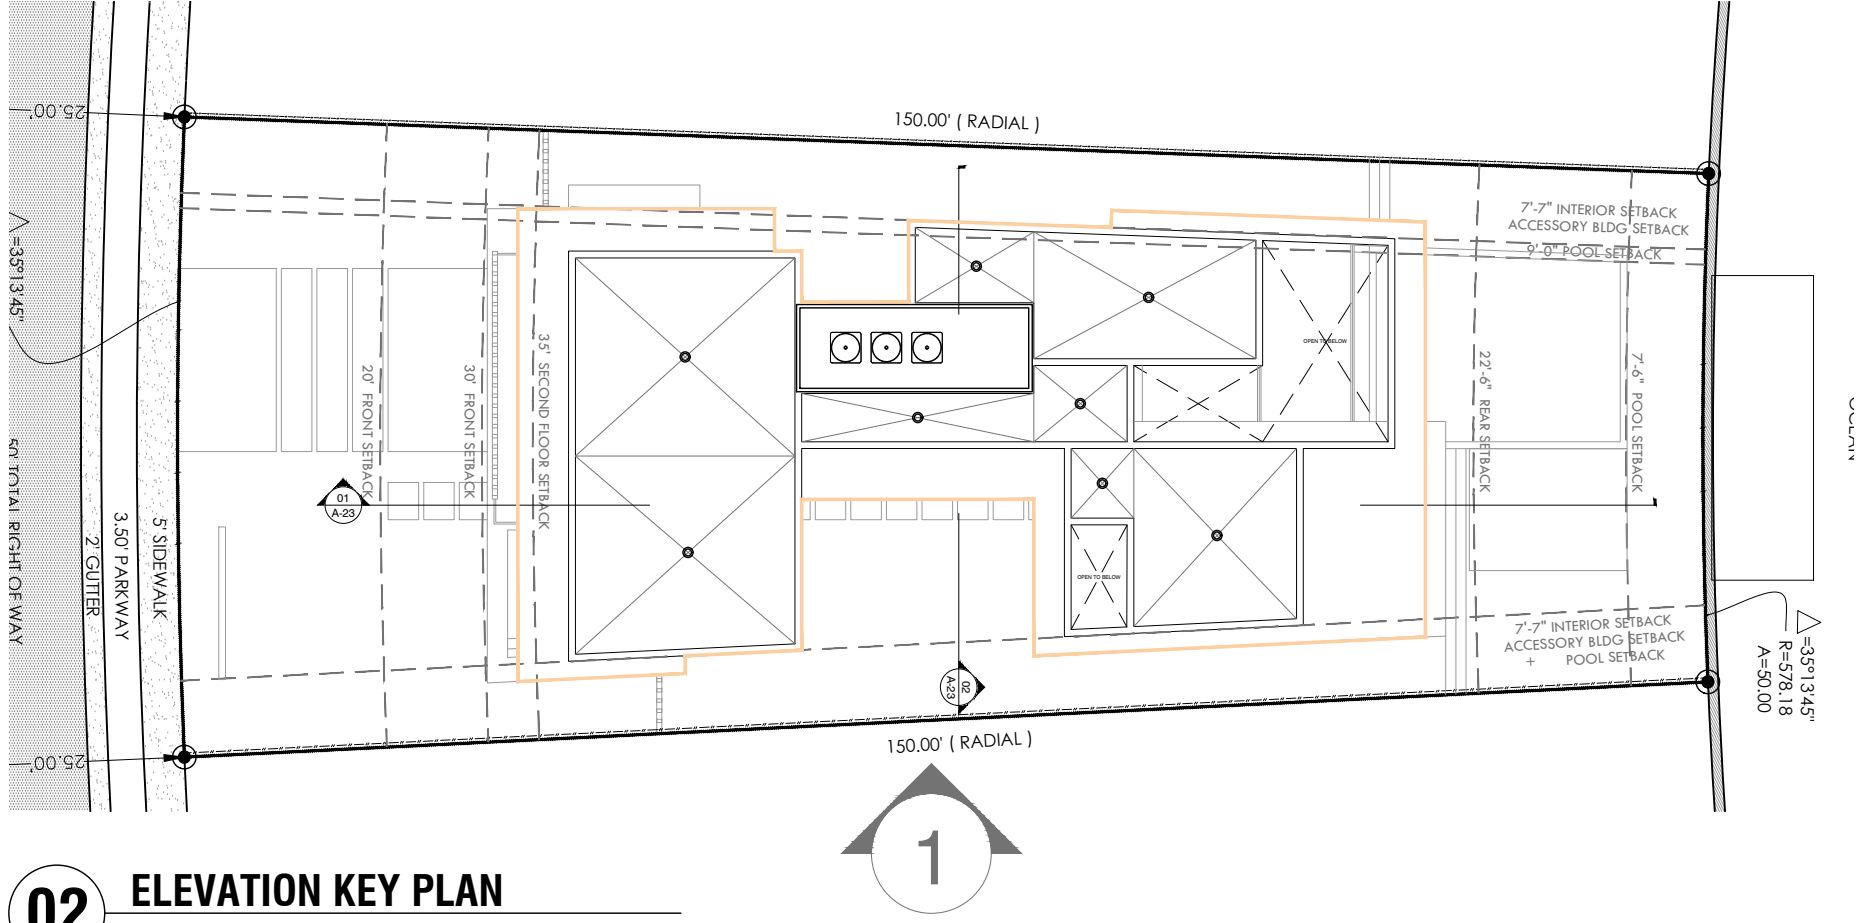 150.00' ( RADIAL )
25.00'
7'-7" INTERIOR SETBACK
ACCESSORY BLDG SETBACK
9'-0" POOL SETBACK
=35°13'45"
20' FRONT SETBACK
30' FRONT SETBACK
35' SECOND FLOOR SETBACK
OPEN TO BELOW
22'-6" REAR SETBACK
7'-6" POOL SETBACK
01
A-23
50' TOTAL RIGHT OF WAY
2' GUTTER
3.50' PARKWAY
5' SIDEWALK
OPEN TO BELOW
7'-7" INTERIOR SETBACK
ACCESSORY BLDG SETBACK
+ POOL SETBACK
=35°13'45"
R=578.18
A=50.00
02
A-23
25.00'
150.00' ( RADIAL )
1
02
ELEVATION KEY PLAN